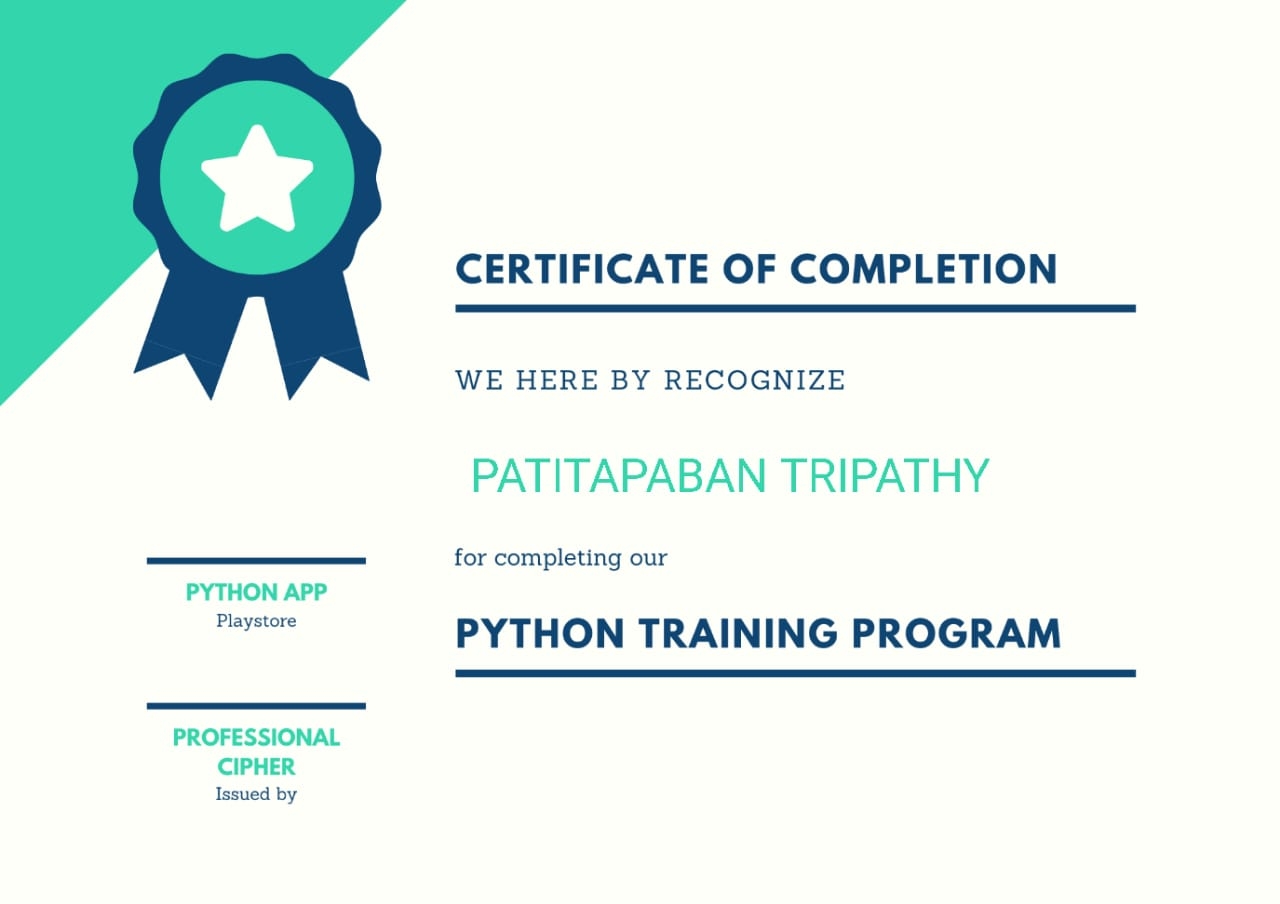 CERTIFICATE OF COMPLETION
WE HERE BY RECOGNIZE
PATITAPABAN TRIPATHY
for completing our
PYTHON TRAINING PROGRAM
PYTHON APP
Playstore
PROFESSIONAL
CIPHER
Issued by